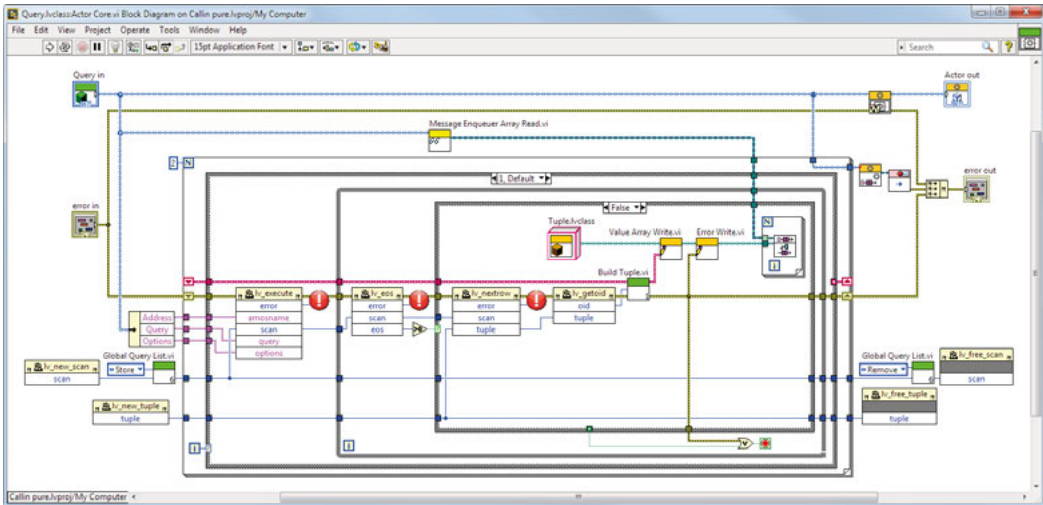 Query.lvclass:Actor Core.vi Block Diagram on Callin pure.lvproj/My Computer
File Edit View Project Operate Tools Window Help
15pt Application Font
Search
Query in
Actor out
Message Enqueuer Array Read.vi
2 N
1, Default
error out
False
error in
Tuple.lvclass
Value Array Write.vi
Error Write.vi
N
i
Build Tuple.vi
lv_execute
lv_eos
lv_nextrow
lv_getoid
error
error
error
oid
Address
amosname
scan
scan
tuple
Query
scan
eos
tuple
Options
query
options
Global Query List.vi
Global Query List.vi
lv_new_scan
Store
Remove
lv_free_scan
scan
6
6
scan
lv_new_tuple
lv_free_tuple
tuple
tuple
i
i
Callin pure.lvproj/My Computer